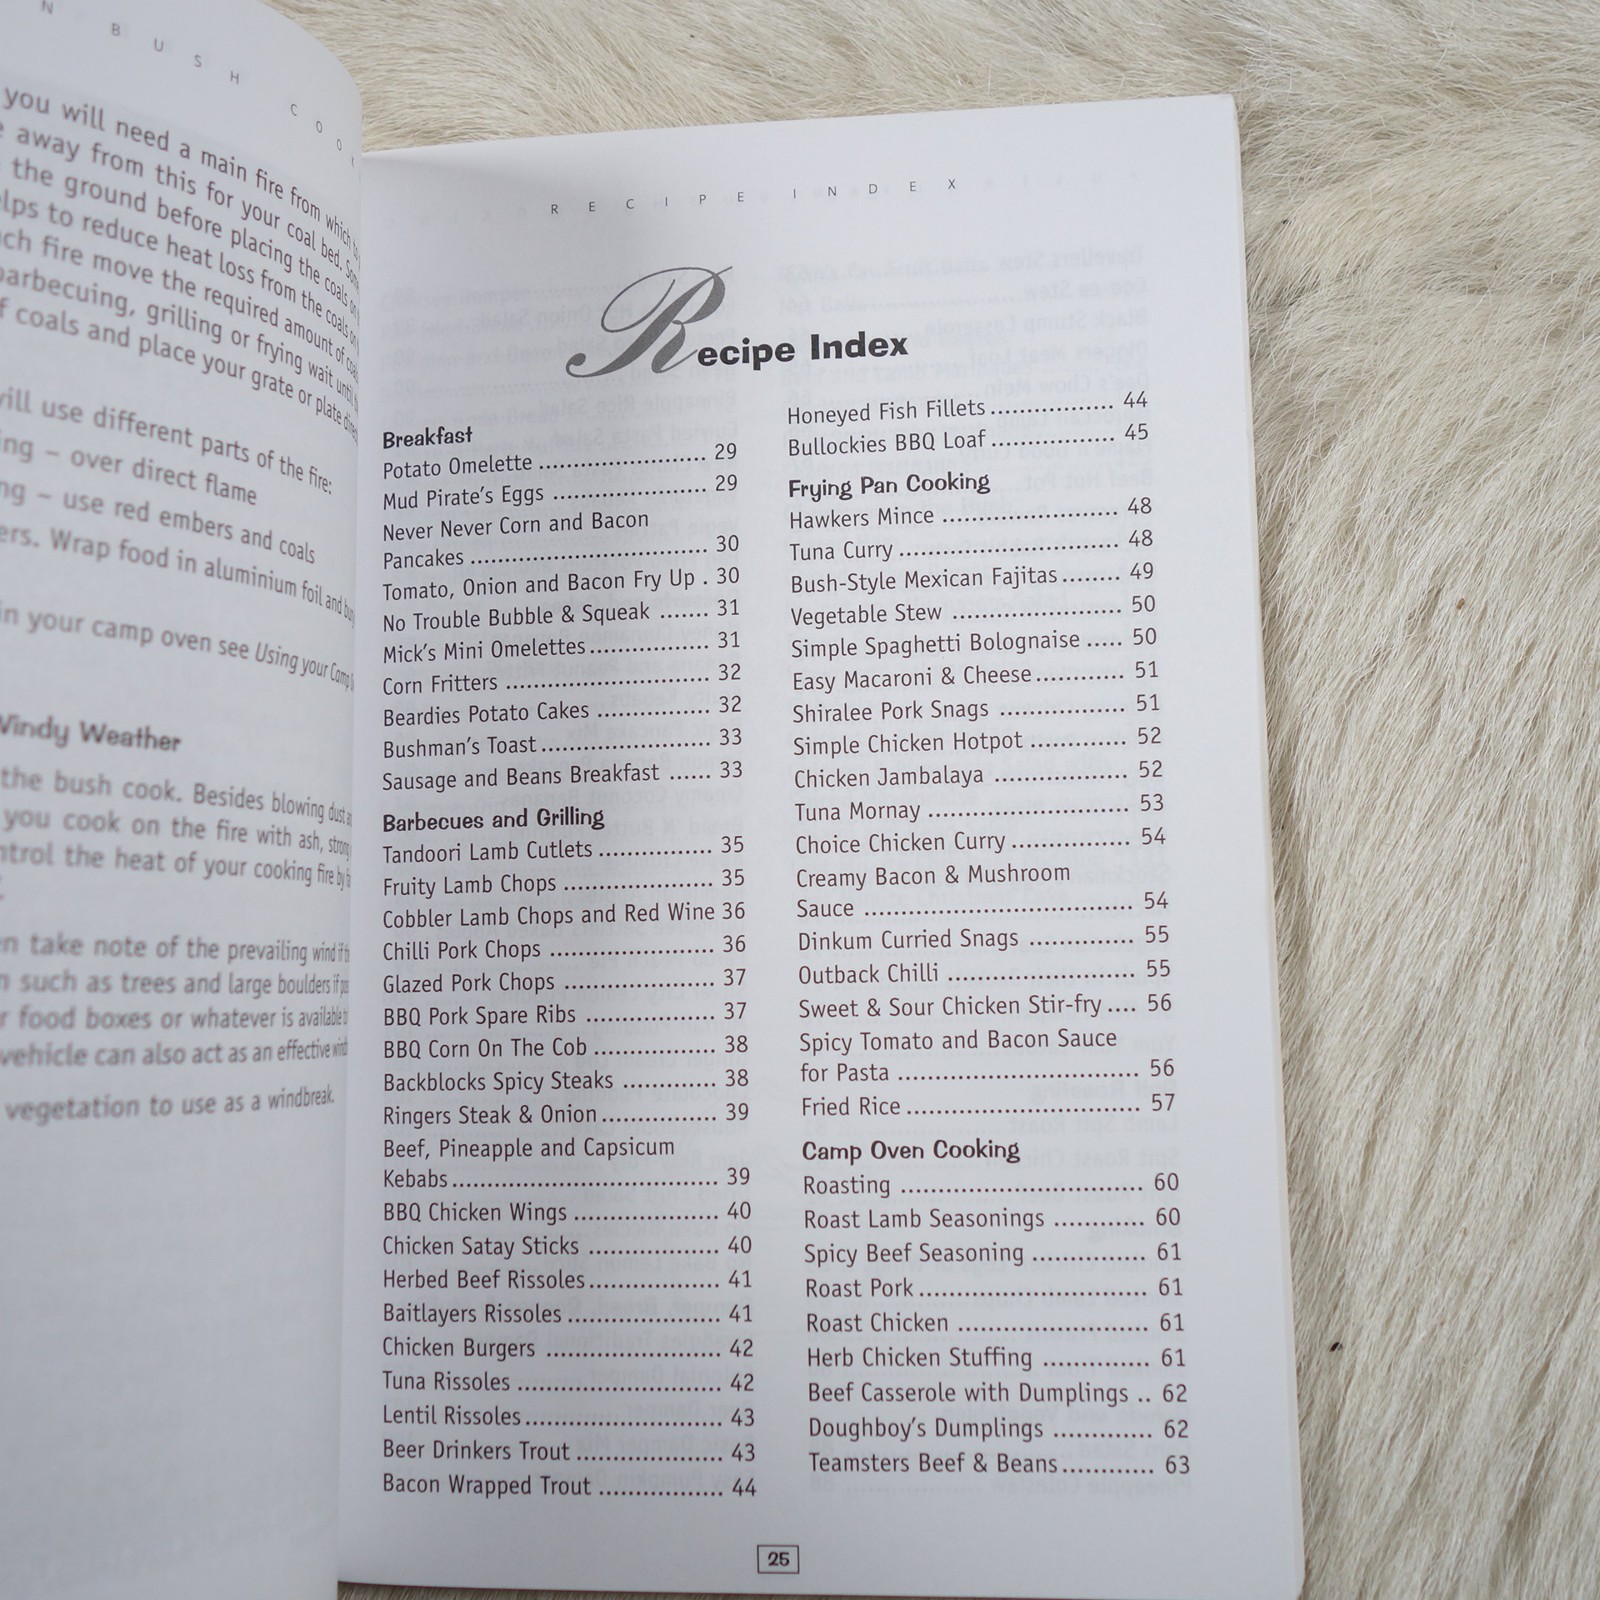 N BUSH COO
you will need a main fire from which to
away from this for your coal bed. Some
the ground before placing the coals on
to reduce heat loss from the coals on
fire move the required amount of coals
barbecuing, grilling or frying wait until
coals and place your grate or plate
will use different parts of the fire:
– over direct flame
– use red embers and coals
Wrap food in aluminium foil and
in your camp oven see Using your Camp
Windy Weather
the bush cook. Besides blowing dust
you cook on the fire with ash, strong
the heat of your cooking fire by
take note of the prevailing wind if the
such as trees and large boulders if
food boxes or whatever is available
vehicle can also act as an effective
vegetation to use as a windbreak.
RECIPE INDEX
Recipe Index
Breakfast
Potato Omelette ........................ 29
Mud Pirate's Eggs ...................... 29
Never Never Corn and Bacon
Pancakes .................................. 30
Tomato, Onion and Bacon Fry Up . 30
No Trouble Bubble & Squeak ....... 31
Mick's Mini Omelettes................. 31
Corn Fritters ............................. 32
Beardies Potato Cakes ................ 32
Bushman's Toast........................ 33
Sausage and Beans Breakfast ...... 33
Barbecues and Grilling
Tandoori Lamb Cutlets ................ 35
Fruity Lamb Chops ..................... 35
Cobbler Lamb Chops and Red Wine 36
Chilli Pork Chops ....................... 36
Glazed Pork Chops ..................... 37
BBQ Pork Spare Ribs .................. 37
BBQ Corn On The Cob ................. 38
Backblocks Spicy Steaks ............. 38
Ringers Steak & Onion................ 39
Beef, Pineapple and Capsicum
Kebabs..................................... 39
BBQ Chicken Wings .................... 40
Chicken Satay Sticks .................. 40
Herbed Beef Rissoles.................. 41
Baitlayers Rissoles ..................... 41
Chicken Burgers ........................ 42
Tuna Rissoles ............................ 42
Lentil Rissoles........................... 43
Beer Drinkers Trout .................... 43
Bacon Wrapped Trout ................. 44
Honeyed Fish Fillets ................. 44
Bullockies BBQ Loaf ................. 45
Frying Pan Cooking
Hawkers Mince ........................ 48
Tuna Curry .............................. 48
Bush-Style Mexican Fajitas........ 49
Vegetable Stew ....................... 50
Simple Spaghetti Bolognaise ..... 50
Easy Macaroni & Cheese............ 51
Shiralee Pork Snags ................. 51
Simple Chicken Hotpot ............. 52
Chicken Jambalaya .................. 52
Tuna Mornay ........................... 53
Choice Chicken Curry ................ 54
Creamy Bacon & Mushroom
Sauce .................................... 54
Dinkum Curried Snags .............. 55
Outback Chilli ......................... 55
Sweet & Sour Chicken Stir-fry .... 56
Spicy Tomato and Bacon Sauce
for Pasta ................................ 56
Fried Rice ............................... 57
Camp Oven Cooking
Roasting ................................ 60
Roast Lamb Seasonings ............ 60
Spicy Beef Seasoning ............... 61
Roast Pork .............................. 61
Roast Chicken ......................... 61
Herb Chicken Stuffing .............. 61
Beef Casserole with Dumplings .. 62
Doughboy's Dumplings ............. 62
Teamsters Beef & Beans............ 63
25